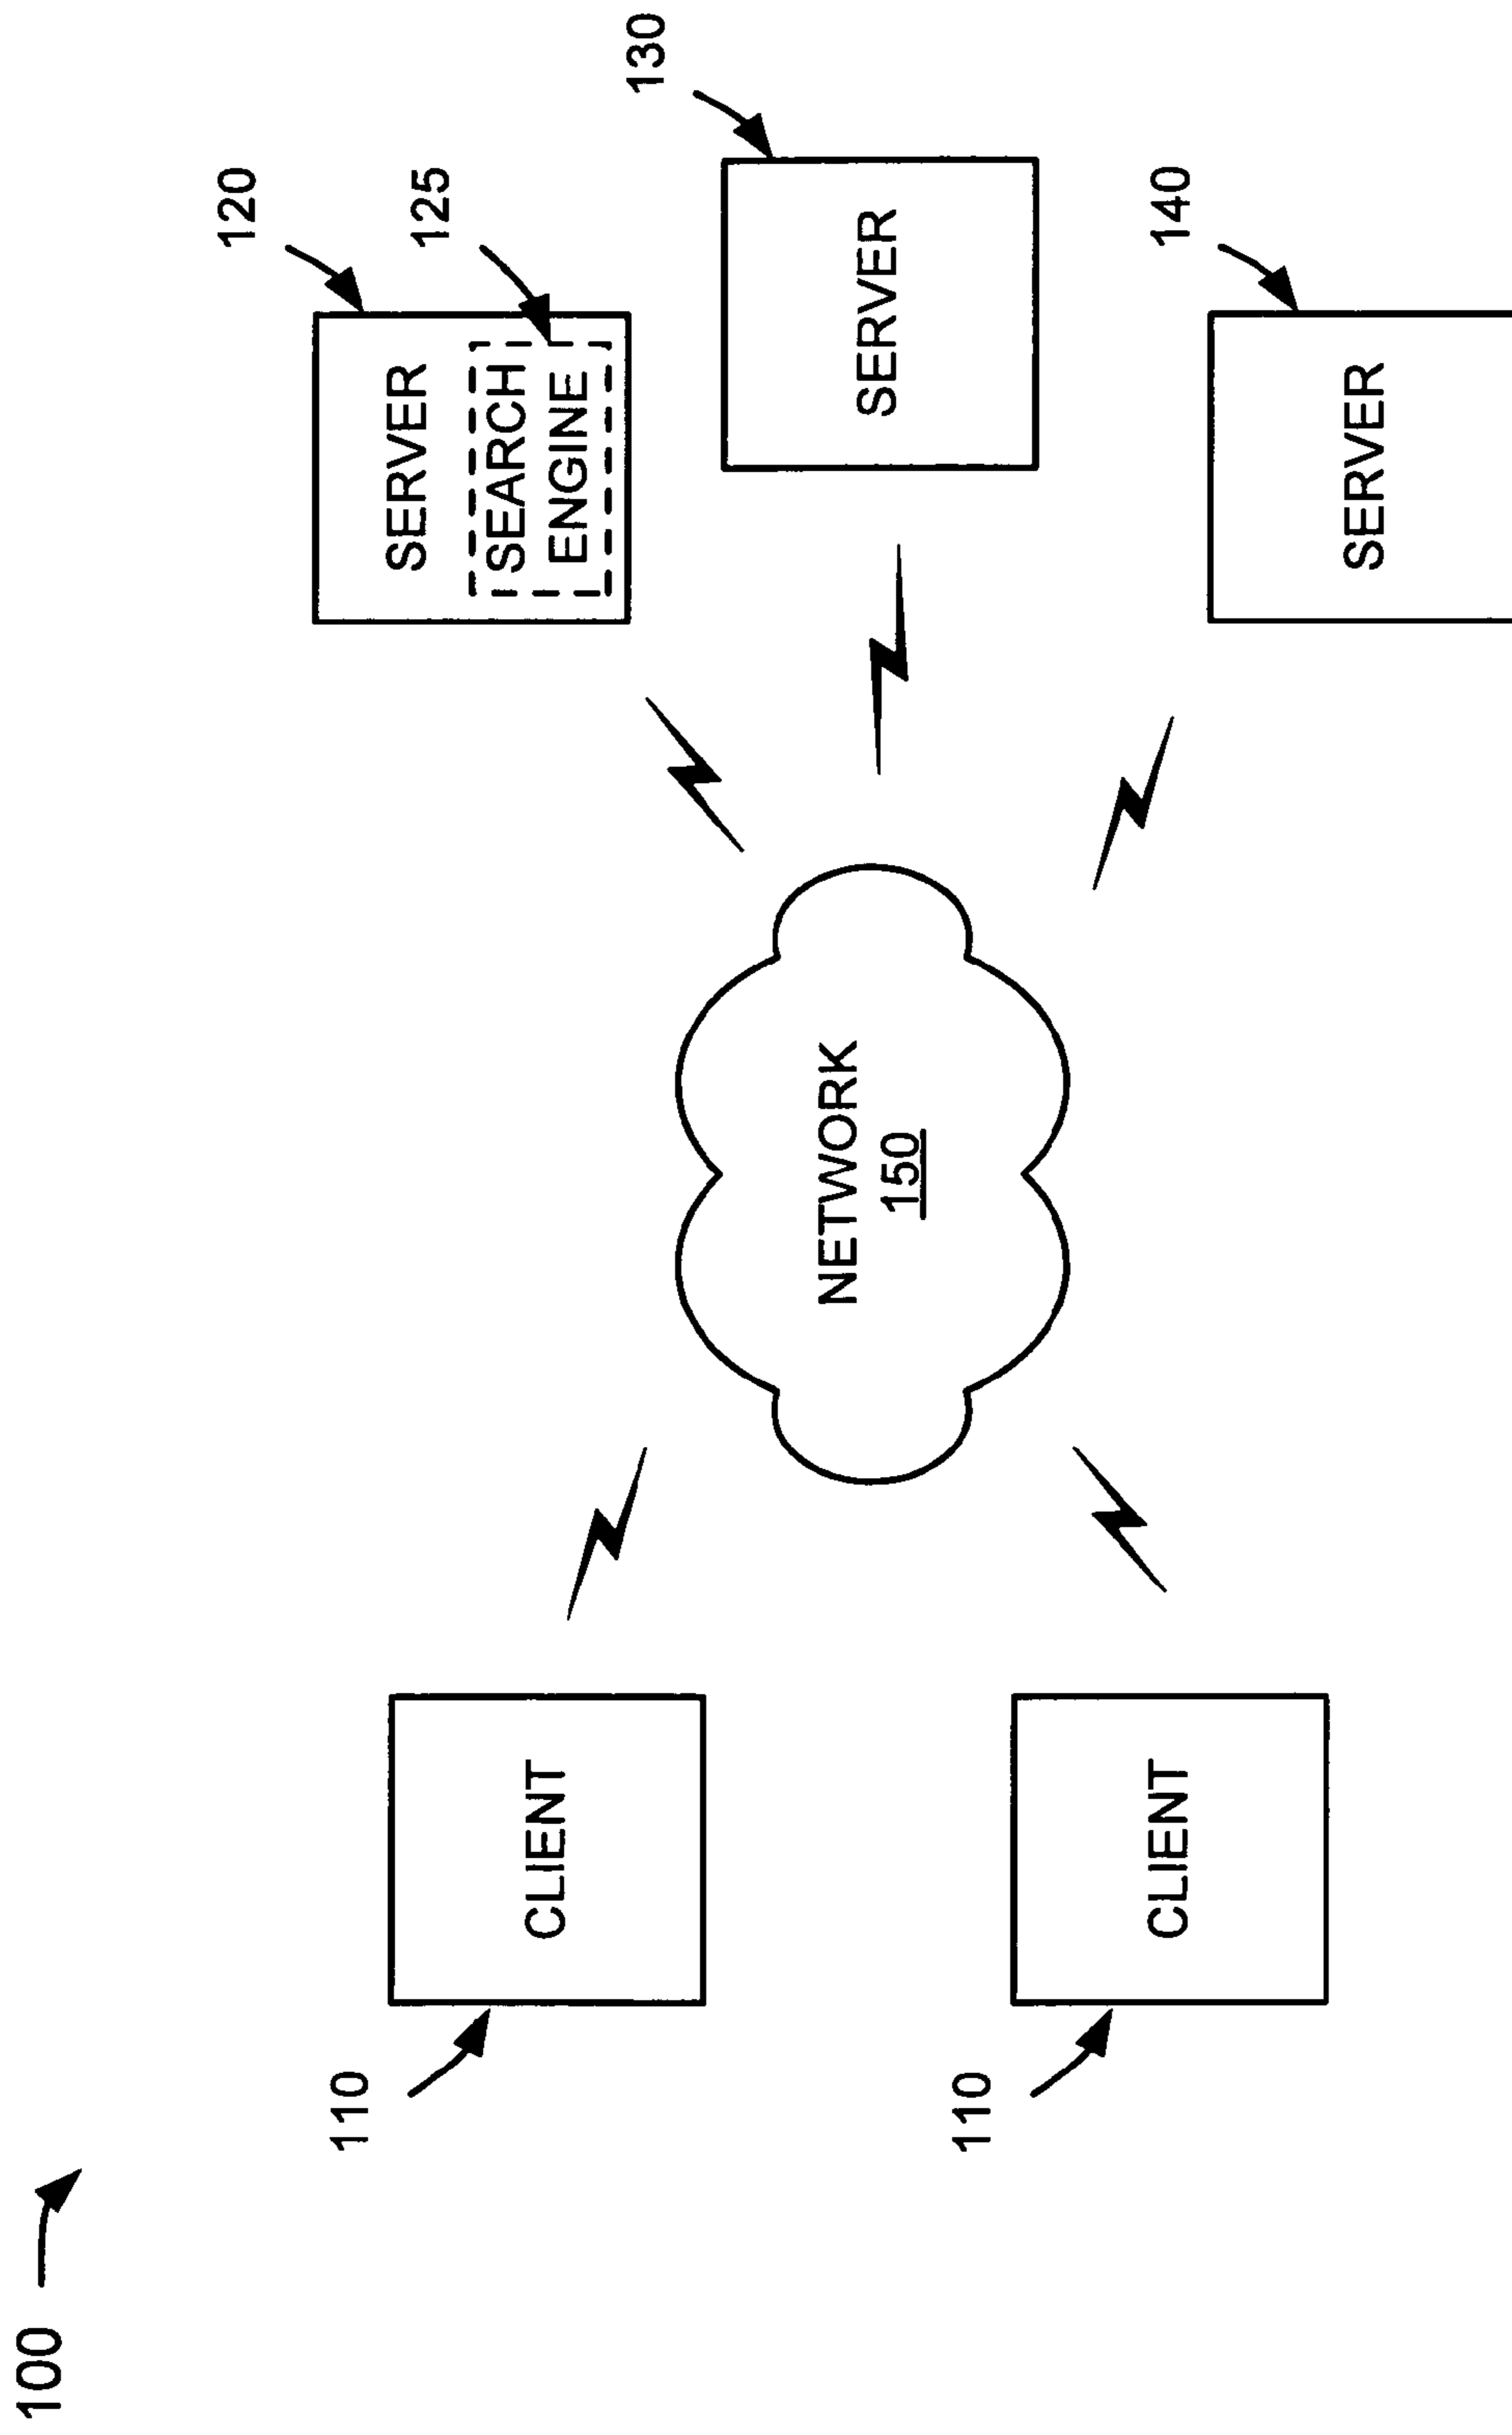 100
110
CLIENT
110
CLIENT
NETWORK
150
120
SERVER
125
SEARCH
ENGINE
130
SERVER
140
SERVER